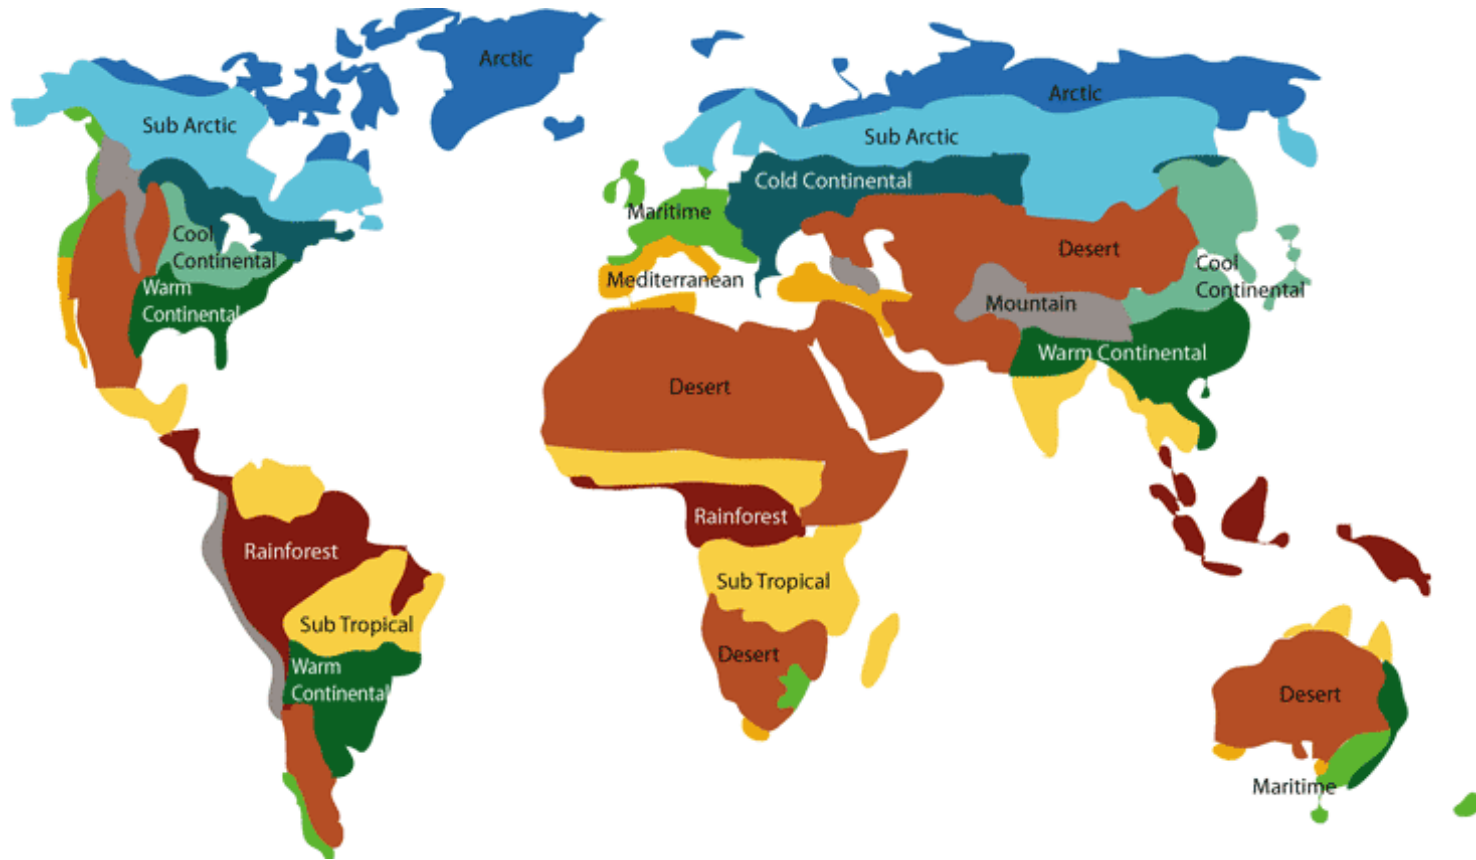 Arctic
Arctic
Sub Arctic
Sub Arctic
Cold Continental
Maritime
Cool
Continental
Desert
Cool
Continental
Mediterranean
Warm
Continental
Mountain
Warm Continental
Desert
Rainforest
Rainforest
Sub Tropical
Sub Tropical
Desert
Warm
Continental
Desert
Maritime